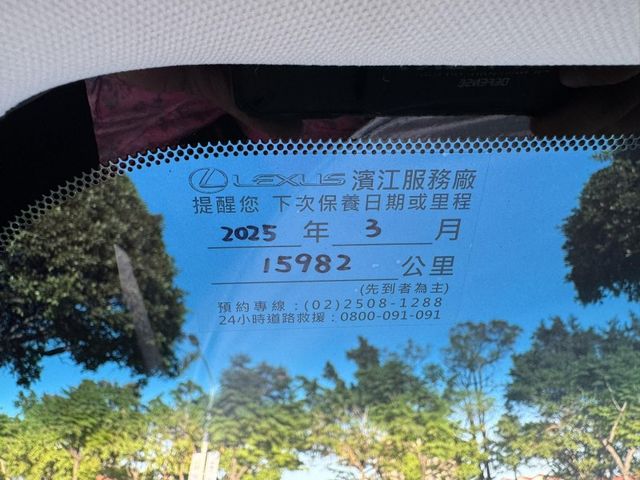 DEFENSE
LEXUS 濱江服務廠
提醒您 下次保養日期或里程
2025 年 3 月
15982 公里
(先到者為主)
預約專線:(02)2508-1288
24小時道路救援:0800-091-091